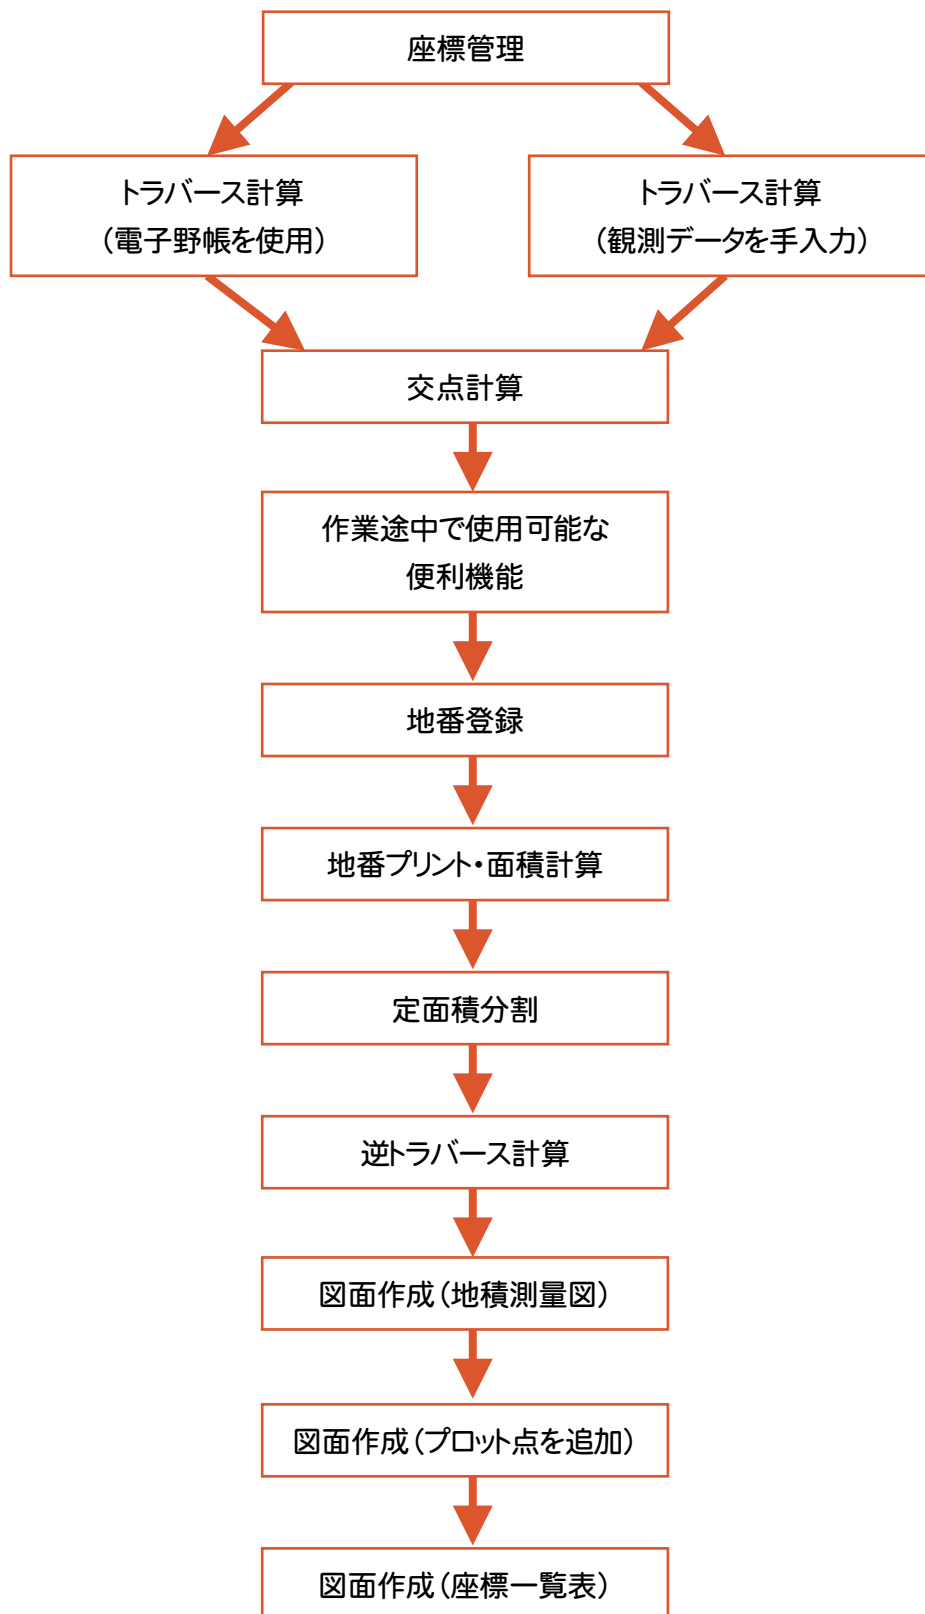 座標管理
トラバース計算
（電子野帳を使用）
トラバース計算
（観測データを手入力）
交点計算
作業途中で使用可能な
便利機能
地番登録
地番プリント・面積計算
定面積分割
逆トラバース計算
図面作成（地積測量図）
図面作成（プロット点を追加）
図面作成（座標一覧表）